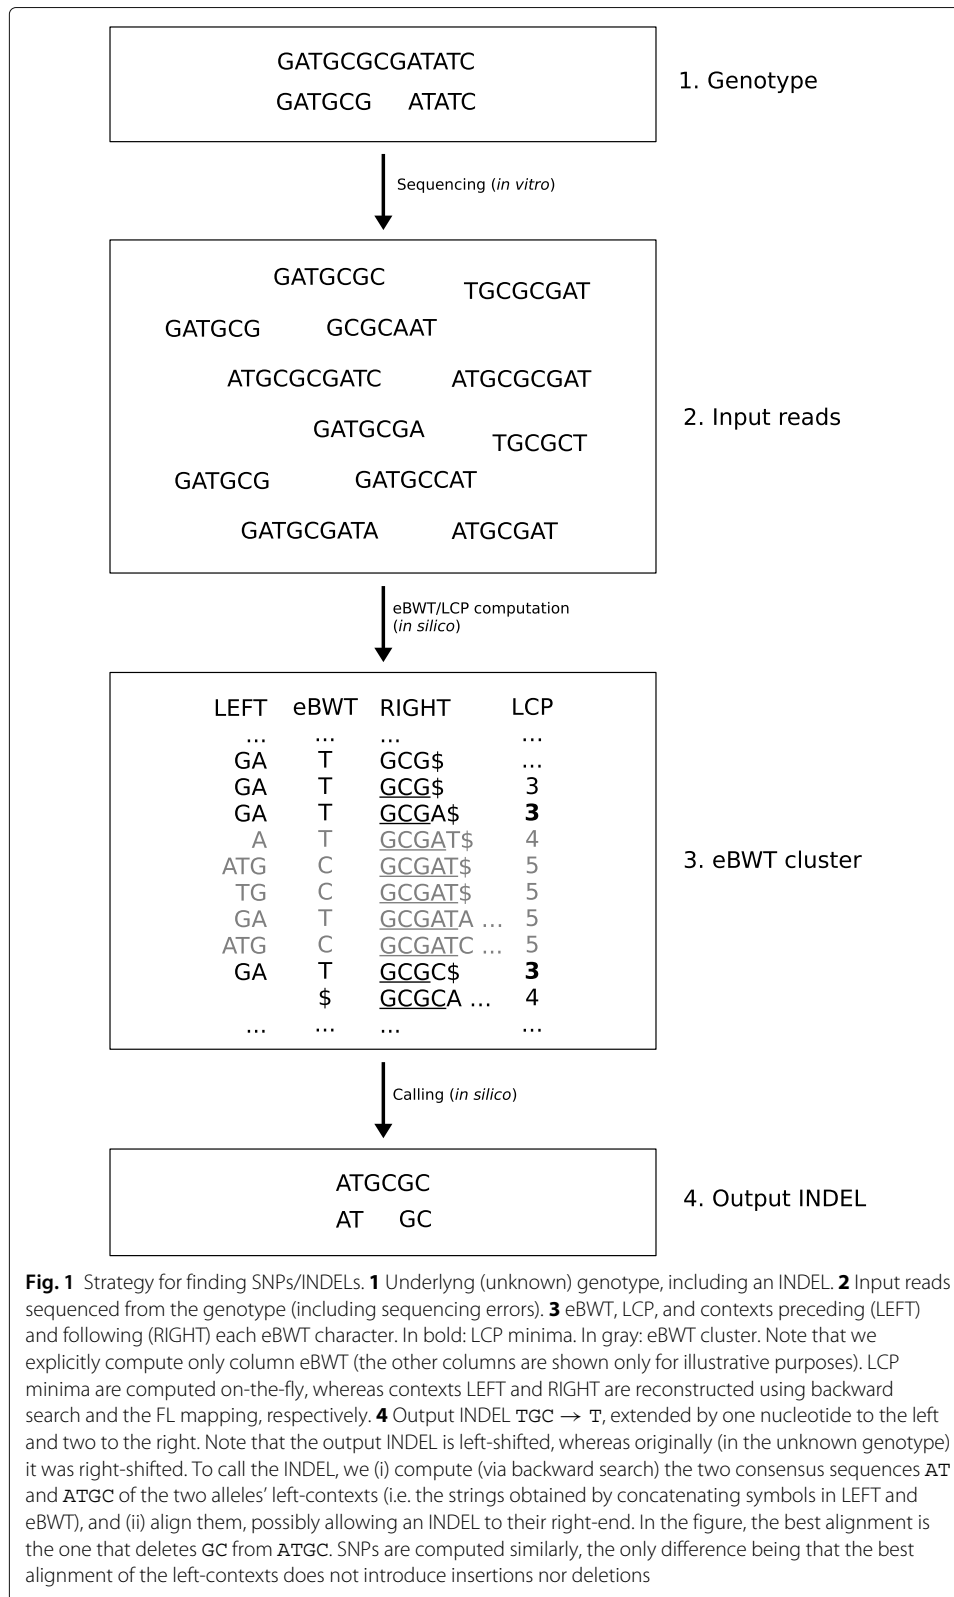 GATGCGCGATATC
GATGCG ATATC
1. Genotype
Sequencing (in vitro)
GATGCGC
TGCGCGAT
GATGCG GCGCAAT
ATGCGCGATC ATGCGCGAT
GATGCGA
TGCGCT
2. Input reads
GATGCG GATGCCAT
GATGCGATA ATGCGAT
eBWT/LCP computation
(in silico)
LEFT eBWT RIGHT LCP
... ... ... ...
GA T GCG$ ...
GA T GCG$ 3
GA T GCGA$ 3
A T GCGAT$ 4
ATG C GCGAT$ 5
TG C GCGAT$ 5
GA T GCGATA ... 5
ATG C GCGATC ... 5
GA T GCGC$ 3
$ GCGCA ... 4
... ... ... ...
3. eBWT cluster
Calling (in silico)
ATGCGC
AT GC
4. Output INDEL
Fig. 1 Strategy for finding SNPs/INDELs. 1 Underlyng (unknown) genotype, including an INDEL. 2 Input reads
sequenced from the genotype (including sequencing errors). 3 eBWT, LCP, and contexts preceding (LEFT)
and following (RIGHT) each eBWT character. In bold: LCP minima. In gray: eBWT cluster. Note that we
explicitly compute only column eBWT (the other columns are shown only for illustrative purposes). LCP
minima are computed on-the-fly, whereas contexts LEFT and RIGHT are reconstructed using backward
search and the FL mapping, respectively. 4 Output INDEL TGC → T, extended by one nucleotide to the left
and two to the right. Note that the output INDEL is left-shifted, whereas originally (in the unknown genotype)
it was right-shifted. To call the INDEL, we (i) compute (via backward search) the two consensus sequences AT
and ATGC of the two alleles' left-contexts (i.e. the strings obtained by concatenating symbols in LEFT and
eBWT), and (ii) align them, possibly allowing an INDEL to their right-end. In the figure, the best alignment is
the one that deletes GC from ATGC. SNPs are computed similarly, the only difference being that the best
alignment of the left-contexts does not introduce insertions nor deletions